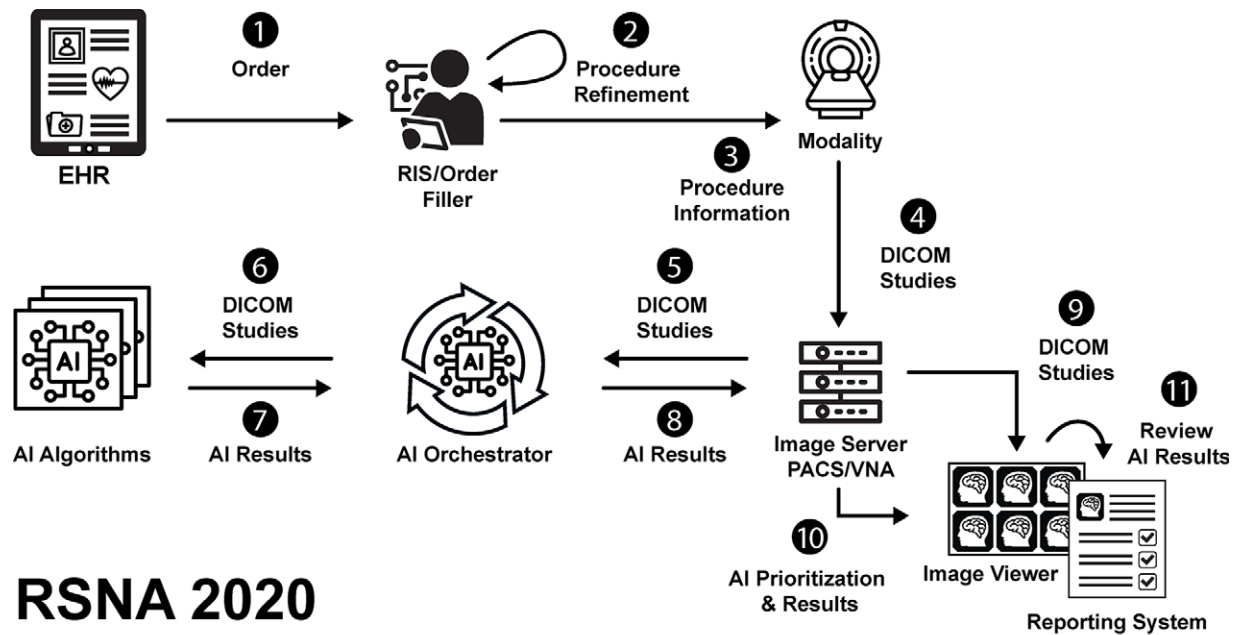 1
Order
2
Procedure
Refinement
EHR
RIS/Order
Filler
Modality
3
Procedure
Information
4
DICOM
Studies
6
DICOM
Studies
5
DICOM
Studies
9
DICOM
Studies
AI
AI
7
AI Results
8
AI Results
AI Algorithms
AI Orchestrator
Image Server
PACS/VNA
11
Review
AI Results
10
AI Prioritization
& Results
Image Viewer
Reporting System
RSNA 2020